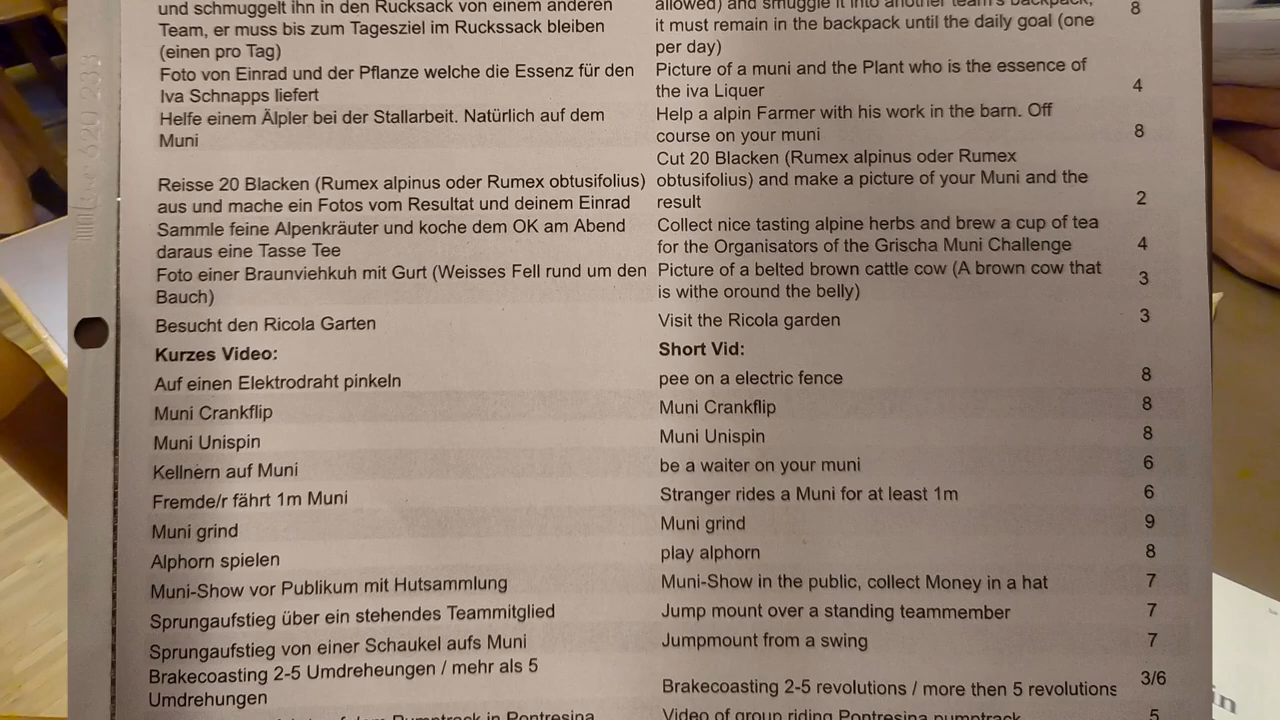 und schmuggelt ihn in den Rucksack von einem anderen
Team, er muss bis zum Tagesziel im Ruckssack bleiben
(einen pro Tag)
allowed) and smuggle it into another team's backpack,
it must remain in the backpack until the daily goal (one
per day)
8
Foto von Einrad und der Pflanze welche die Essenz für den
Iva Schnapps liefert
Picture of a muni and the Plant who is the essence of
the iva Liquer
4
Helfe einem Älpler bei der Stallarbeit. Natürlich auf dem
Muni
Help a alpin Farmer with his work in the barn. Off
course on your muni
8
Reisse 20 Blacken (Rumex alpinus oder Rumex obtusifolius)
aus und mache ein Fotos vom Resultat und deinem Einrad
Cut 20 Blacken (Rumex alpinus oder Rumex
obtusifolius) and make a picture of your Muni and the
result
2
Sammle feine Alpenkräuter und koche dem OK am Abend
daraus eine Tasse Tee
Collect nice tasting alpine herbs and brew a cup of tea
for the Organisators of the Grischa Muni Challenge
4
Foto einer Braunviehkuh mit Gurt (Weisses Fell rund um den
Bauch)
Picture of a belted brown cattle cow (A brown cow that
is withe oround the belly)
3
Besucht den Ricola Garten
Visit the Ricola garden
3
Kurzes Video:
Short Vid:
Auf einen Elektrodraht pinkeln
pee on a electric fence
8
Muni Crankflip
Muni Crankflip
8
Muni Unispin
Muni Unispin
8
Kellnern auf Muni
be a waiter on your muni
6
Fremde/r fährt 1m Muni
Stranger rides a Muni for at least 1m
6
Muni grind
Muni grind
9
Alphorn spielen
play alphorn
8
Muni-Show vor Publikum mit Hutsammlung
Muni-Show in the public, collect Money in a hat
7
Sprungaufstieg über ein stehendes Teammitglied
Jump mount over a standing teammember
7
Sprungaufstieg von einer Schaukel aufs Muni
Jumpmount from a swing
7
Brakecoasting 2-5 Umdreheungen / mehr als 5
Umdrehungen
Brakecoasting 2-5 revolutions / more then 5 revolutions
3/6
Pumptrack in Pontresina
Video of group riding Pontresina pumptrack
5
620 233